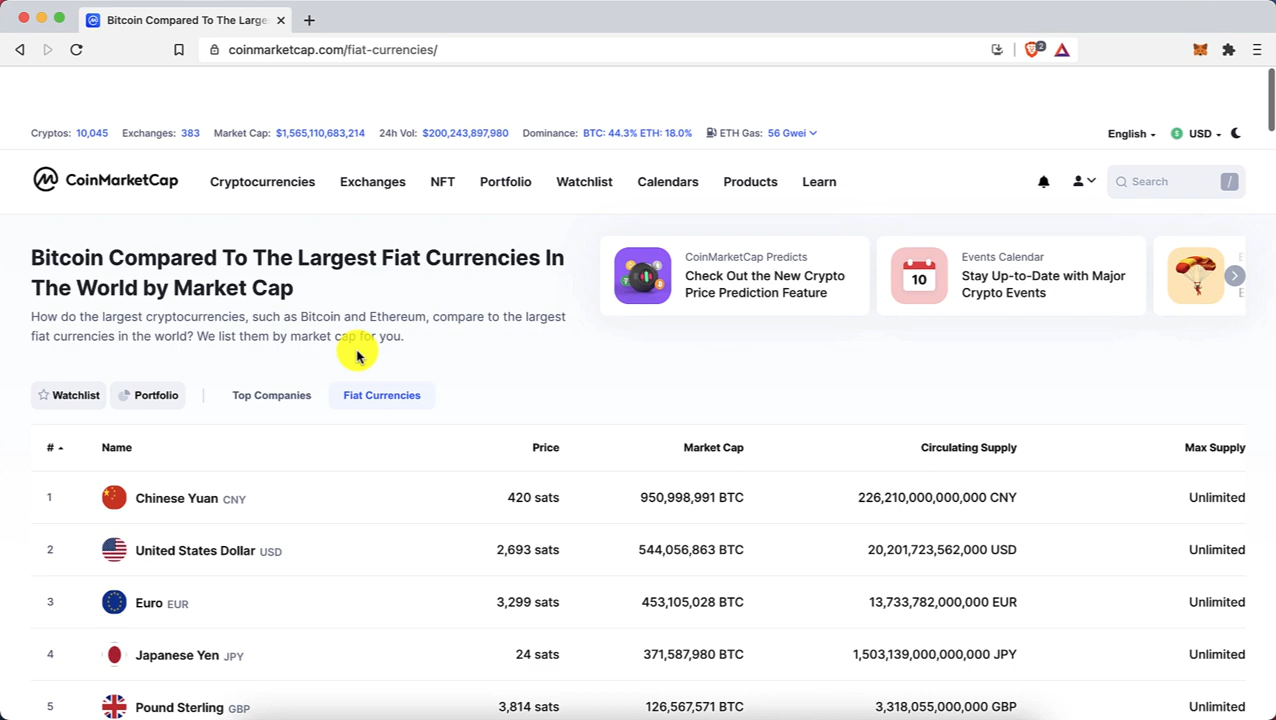 Bitcoin Compared To The Large
coinmarketcap.com/fiat-currencies/
2
Cryptos: 10,045 Exchanges: 383 Market Cap: $1,565,110,683,214 24h Vol: $200,243,897,980 Dominance: BTC: 44.3% ETH: 18.0% ETH Gas: 56 Gwei English USD
CoinMarketCap Cryptocurrencies Exchanges NFT Portfolio Watchlist Calendars Products Learn Search /
Bitcoin Compared To The Largest Fiat Currencies In
The World by Market Cap
How do the largest cryptocurrencies, such as Bitcoin and Ethereum, compare to the largest
fiat currencies in the world? We list them by market cap for you.
CoinMarketCap Predicts
Check Out the New Crypto
Price Prediction Feature
10
Events Calendar
Stay Up-to-Date with Major
Crypto Events
Watchlist Portfolio Top Companies Fiat Currencies
# Name Price Market Cap Circulating Supply Max Supply
1 Chinese Yuan CNY 420 sats 950,998,991 BTC 226,210,000,000,000 CNY Unlimited
2 United States Dollar USD 2,693 sats 544,056,863 BTC 20,201,723,562,000 USD Unlimited
3 Euro EUR 3,299 sats 453,105,028 BTC 13,733,782,000,000 EUR Unlimited
4 Japanese Yen JPY 24 sats 371,587,980 BTC 1,503,139,000,000,000 JPY Unlimited
5 Pound Sterling GBP 3,814 sats 126,567,571 BTC 3,318,055,000,000 GBP Unlimited